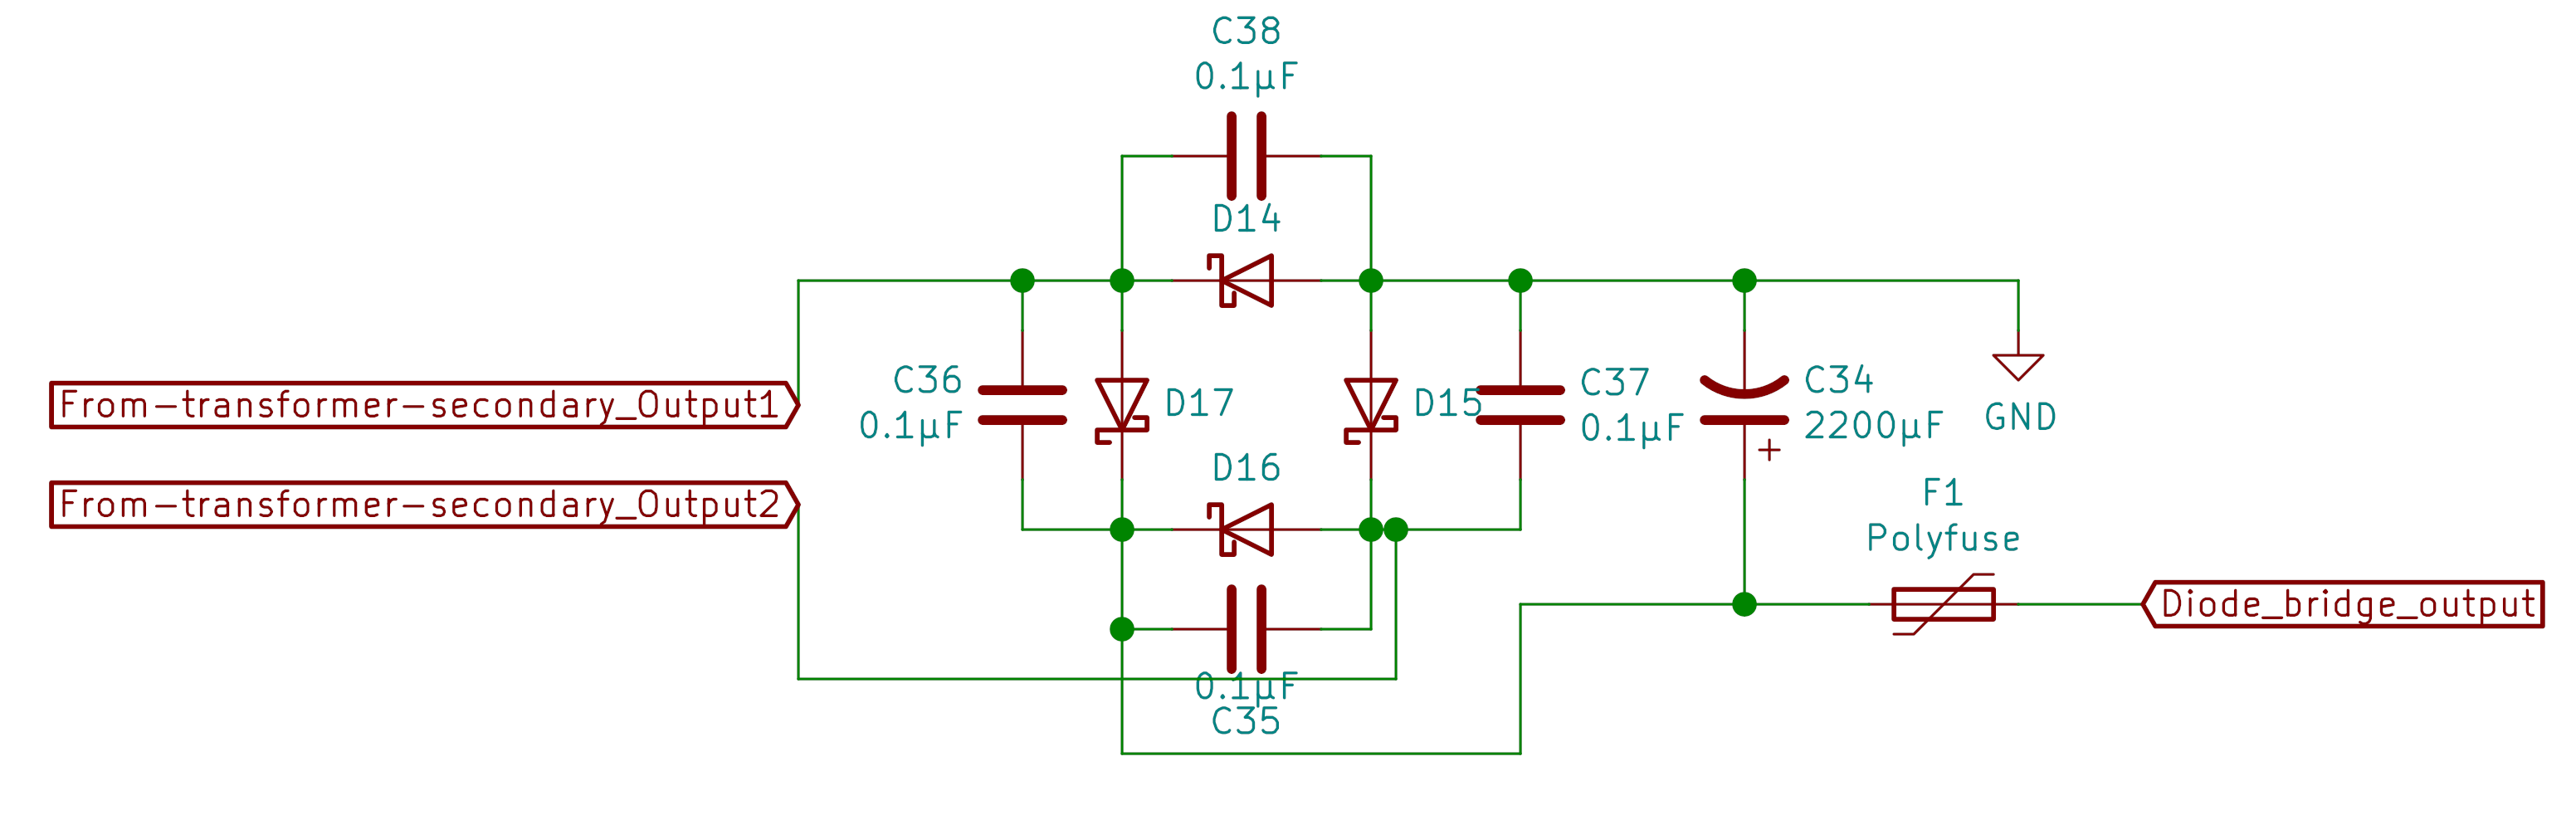 C38
0.1µF
D14
C36
0.1µF
D17
D15
C37
0.1µF
C34
2200µF
+
GND
From-transformer-secondary_Output1
From-transformer-secondary_Output2
D16
F1
Polyfuse
Diode_bridge_output
0.1µF
C35